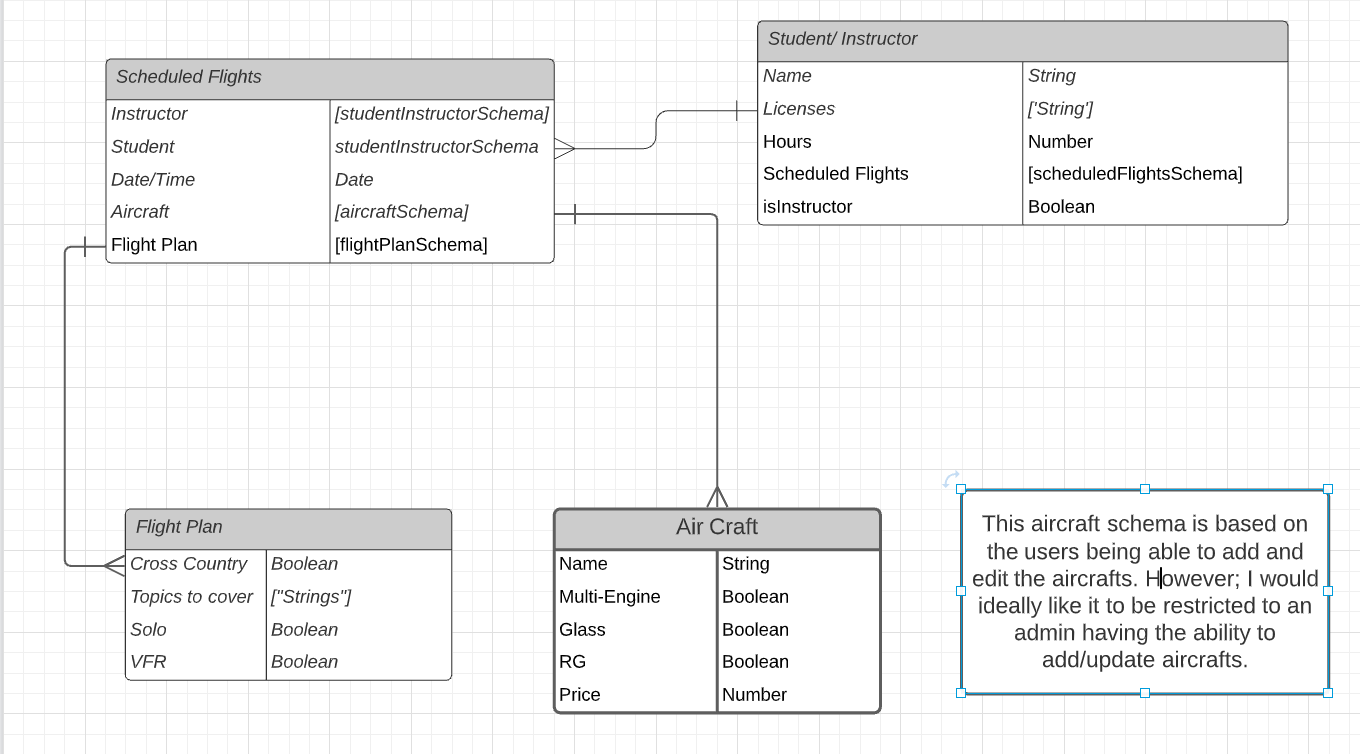 Student/ Instructor
Name String
Licenses ['String']
Hours Number
Scheduled Flights [scheduledFlightsSchema]
isInstructor Boolean
Scheduled Flights
Instructor [studentInstructorSchema]
Student studentInstructorSchema
Date/Time Date
Aircraft [aircraftSchema]
Flight Plan [flightPlanSchema]
Flight Plan
Cross Country Boolean
Topics to cover ["Strings"]
Solo Boolean
VFR Boolean
Air Craft
Name String
Multi-Engine Boolean
Glass Boolean
RG Boolean
Price Number
This aircraft schema is based on
the users being able to add and
edit the aircrafts. However; I would
ideally like it to be restricted to an
admin having the ability to
add/update aircrafts.